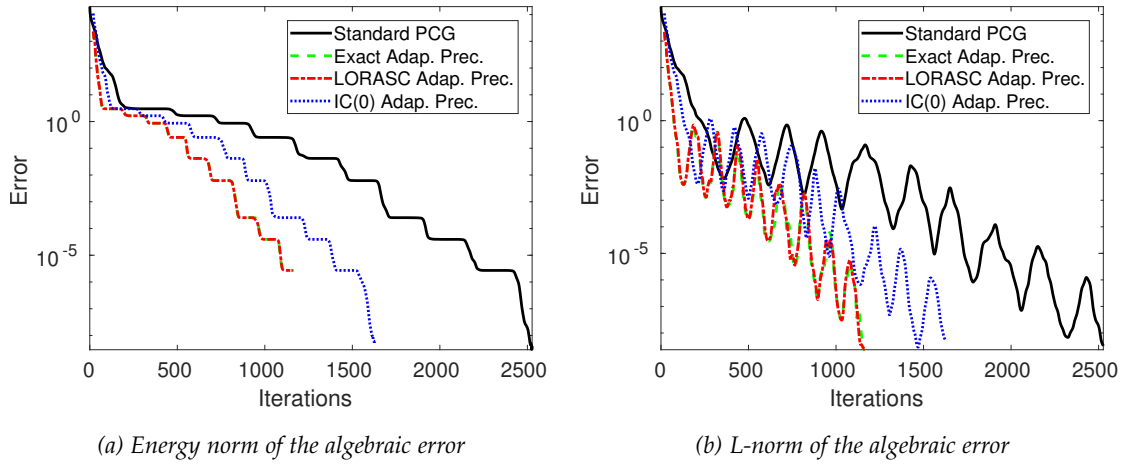 Standard PCG
Exact Adap. Prec.
LORASC Adap. Prec.
IC(0) Adap. Prec.
10^0
10^-5
Error
0 500 1000 1500 2000 2500
Iterations
(a) Energy norm of the algebraic error
Standard PCG
Exact Adap. Prec.
LORASC Adap. Prec.
IC(0) Adap. Prec.
10^0
10^-5
Error
0 500 1000 1500 2000 2500
Iterations
(b) L-norm of the algebraic error